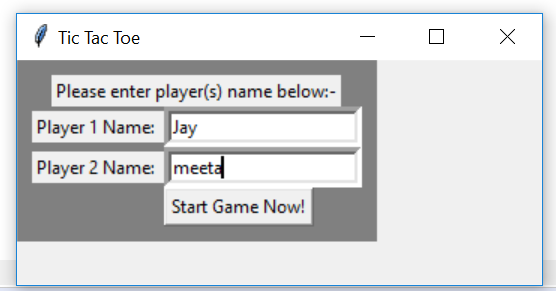 Tic Tac Toe
Please enter player(s) name below:-
Player 1 Name: Jay
Player 2 Name: meeta
Start Game Now!